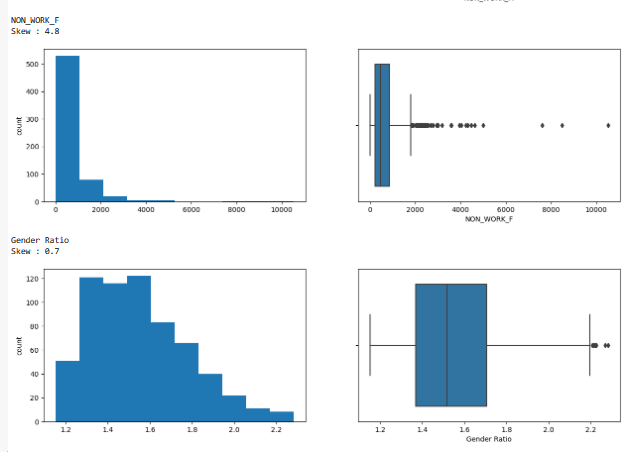 NON_WORK_F
Skew : 4.8
500
400
300
200
100
0
count
0 2000 4000 6000 8000 10000
0 2000 4000 6000 8000 10000
NON_WORK_F
Gender Ratio
Skew : 0.7
120
100
80
60
40
20
0
count
1.2 1.4 1.6 1.8 2.0 2.2
1.2 1.4 1.6 1.8 2.0 2.2
Gender Ratio